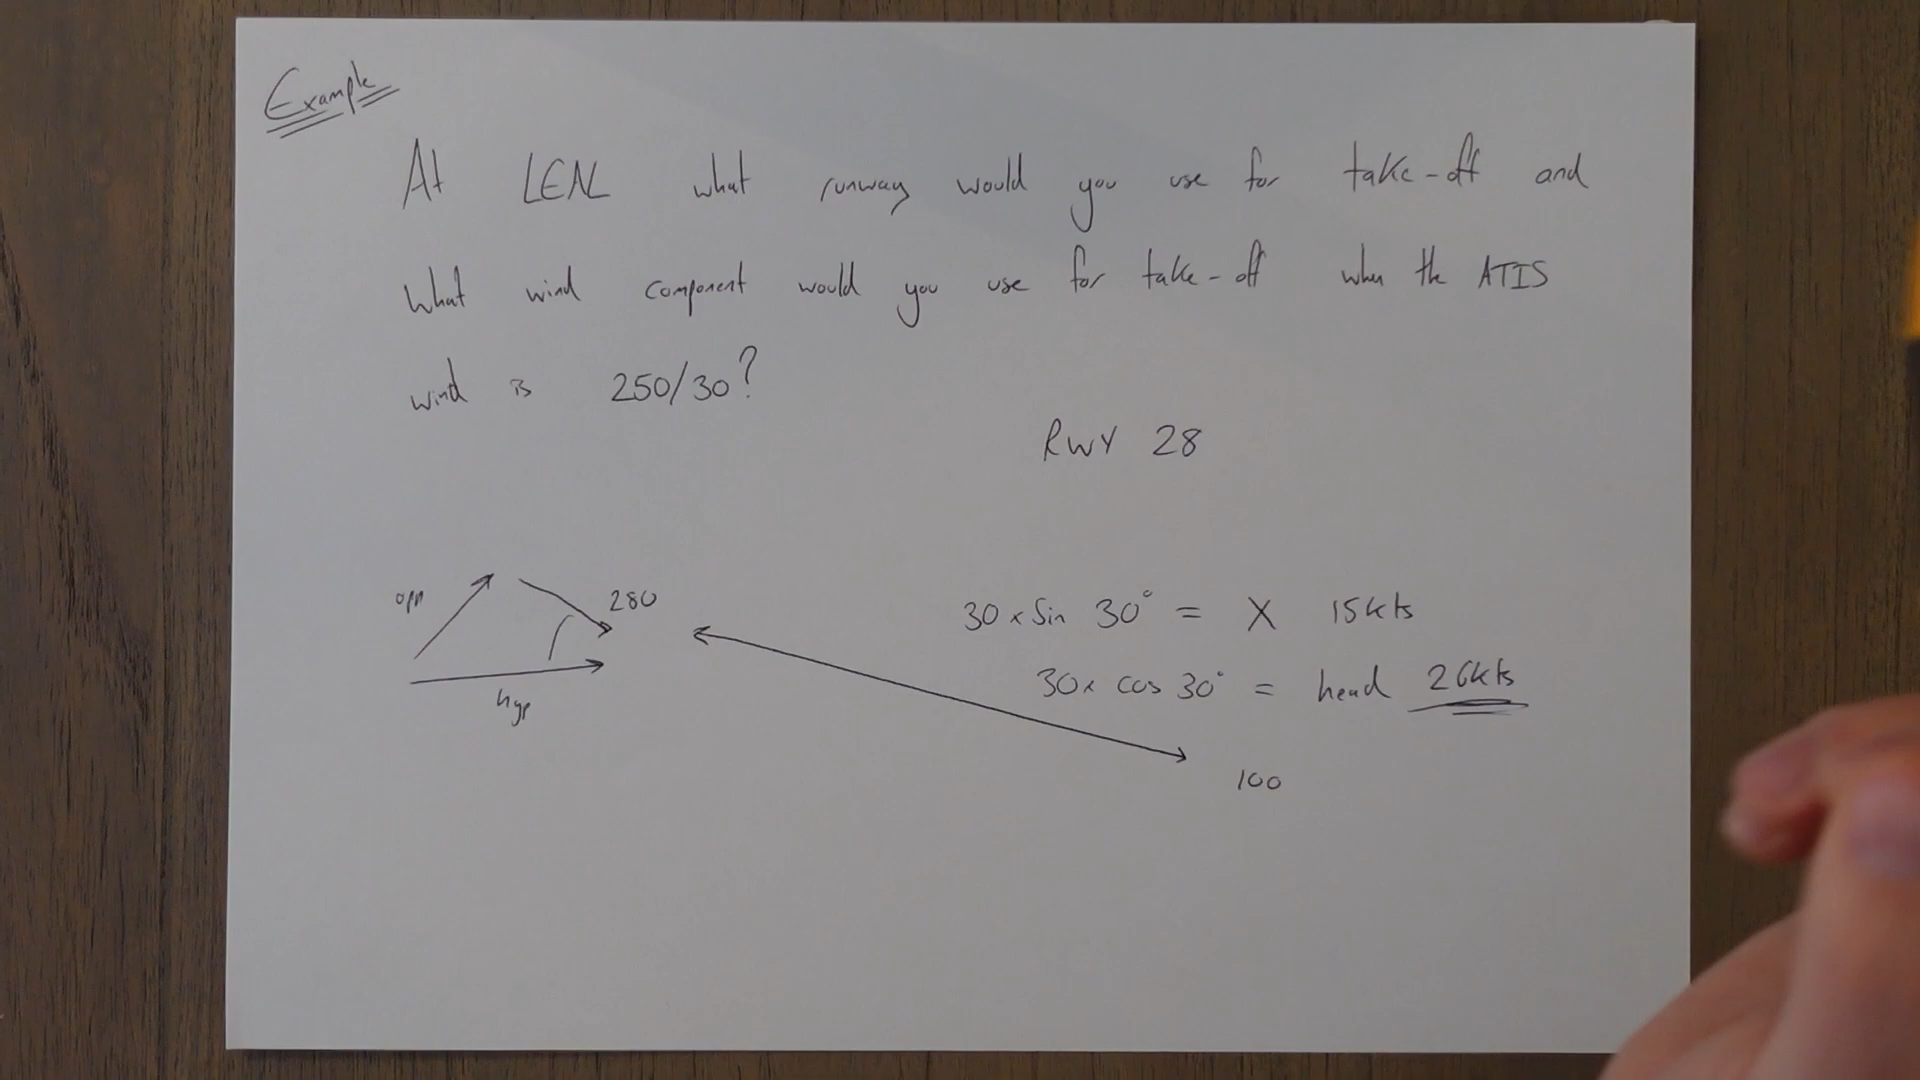 Example
At LEAL what runway would you use for take-off and
what wind component would you use for take-off when the ATIS
wind is 250/30?
RWY 28
opp
280
hyp
30 x Sin 30° = X 15kts
30x cos 30° = head 26kts
100